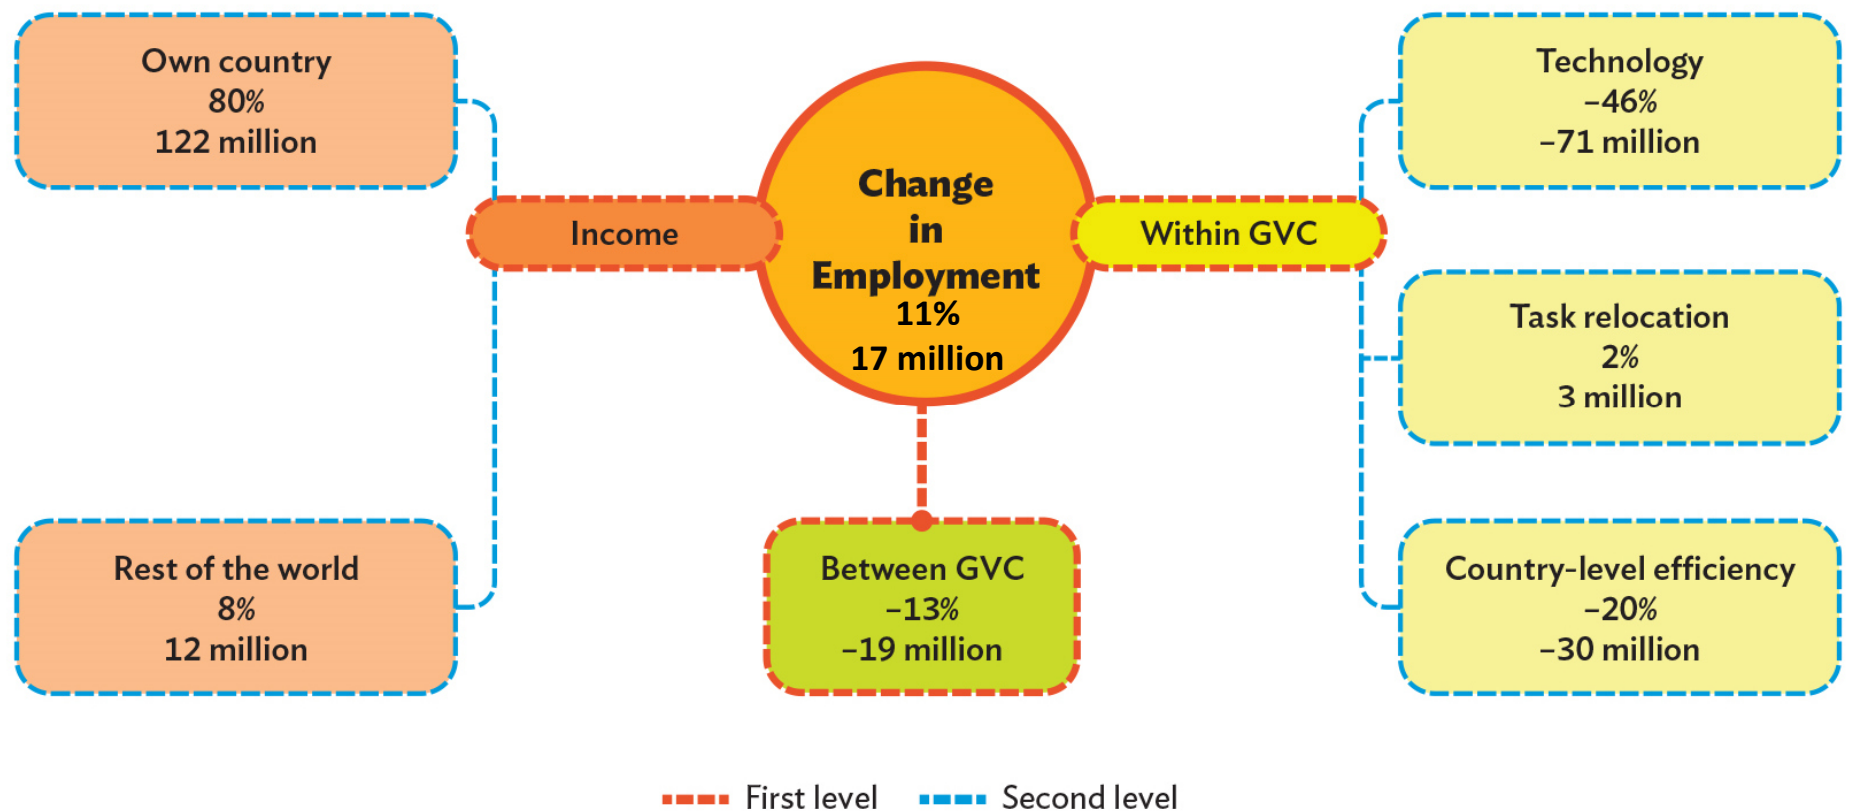 Own country
80%
122 million
Rest of the world
8%
12 million
Income
Change
in
Employment
11%
17 million
Between GVC
–13%
–19 million
Within GVC
Technology
–46%
–71 million
Task relocation
2%
3 million
Country-level efficiency
–20%
–30 million
First level
Second level